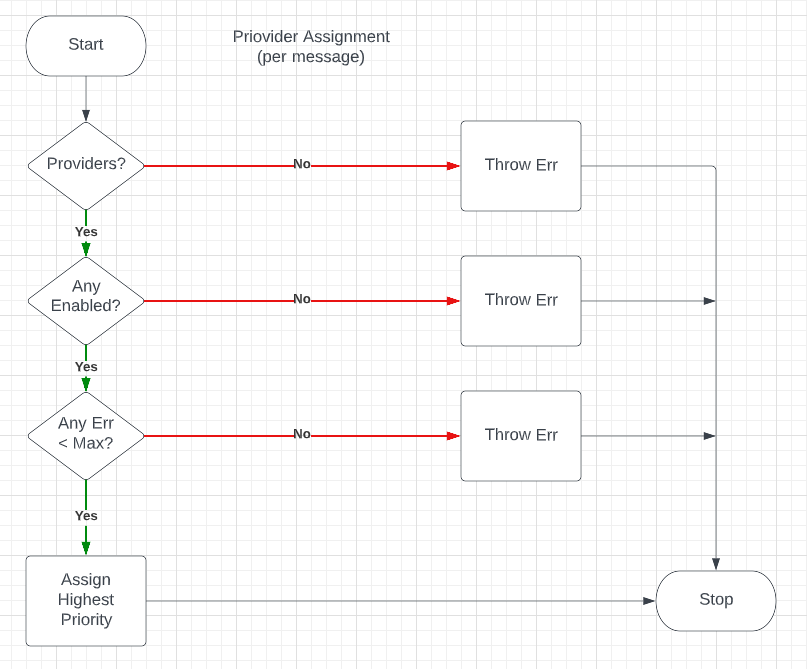 Start
Priovider Assignment
(per message)
Providers?
No
Throw Err
Yes
Any
Enabled?
No
Throw Err
Yes
Any Err
< Max?
No
Throw Err
Yes
Assign
Highest
Priority
Stop